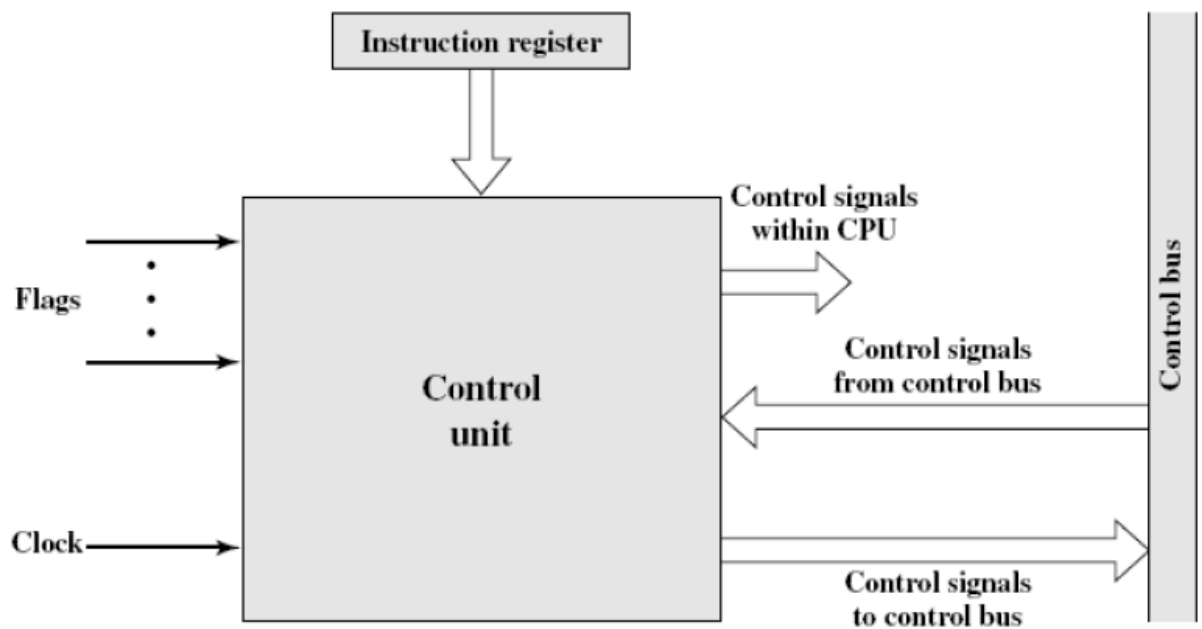 Instruction register
Control signals
within CPU
Flags
Control signals
from control bus
Control
unit
Control bus
Clock
Control signals
to control bus